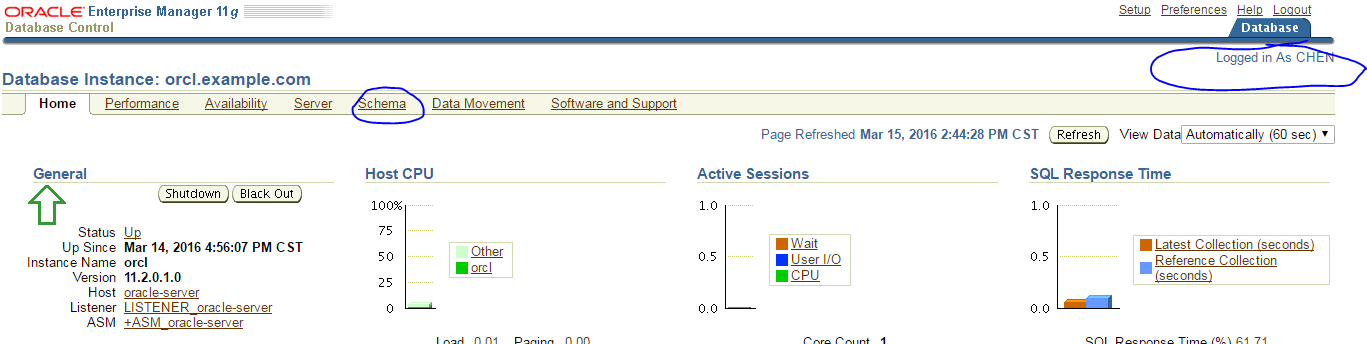 ORACLE Enterprise Manager 11g
Database Control
Setup Preferences Help Logout
Database
Logged in As CHEN
Database Instance: orcl.example.com
Home Performance Availability Server Schema Data Movement Software and Support
Page Refreshed Mar 15, 2016 2:44:28 PM CST Refresh View Data Automatically (60 sec)
General
Shutdown Black Out
Status Up
Up Since Mar 14, 2016 4:56:07 PM CST
Instance Name orcl
Version 11.2.0.1.0
Host oracle-server
Listener LISTENER_oracle-server
ASM +ASM_oracle-server
Host CPU
100%
75
50
25
0
Other
orcl
Load 0.01 Paging 0.00
Active Sessions
1.0
0.5
0.0
Wait
User I/O
CPU
Core Count 1
SQL Response Time
1.0
0.5
0.0
Latest Collection (seconds)
Reference Collection
(seconds)
SQL Response Time (%) 61.71